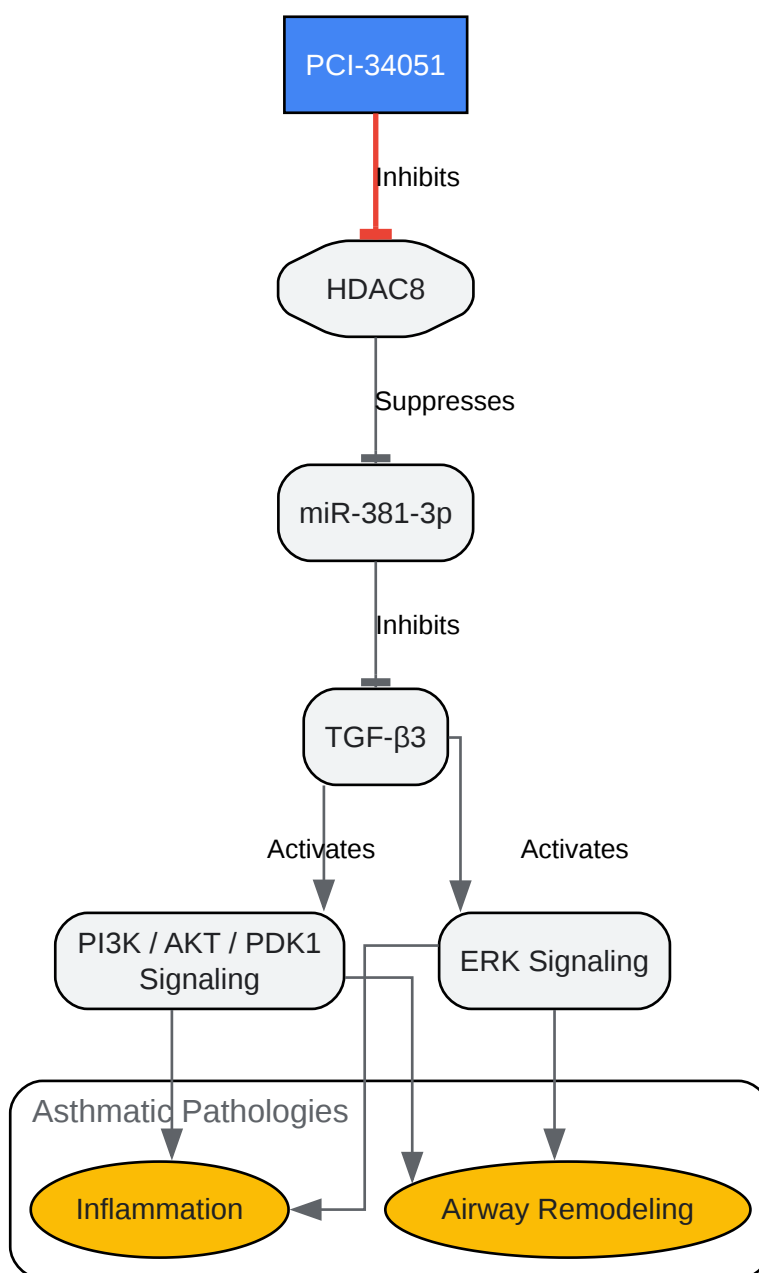 PCI-34051
Inhibits
HDAC8
Suppresses
miR-381-3p
Inhibits
TGF-β3
Activates
Activates
PI3K / AKT / PDK1
Signaling
ERK Signaling
Asthmatic Pathologies
Inflammation
Airway Remodeling